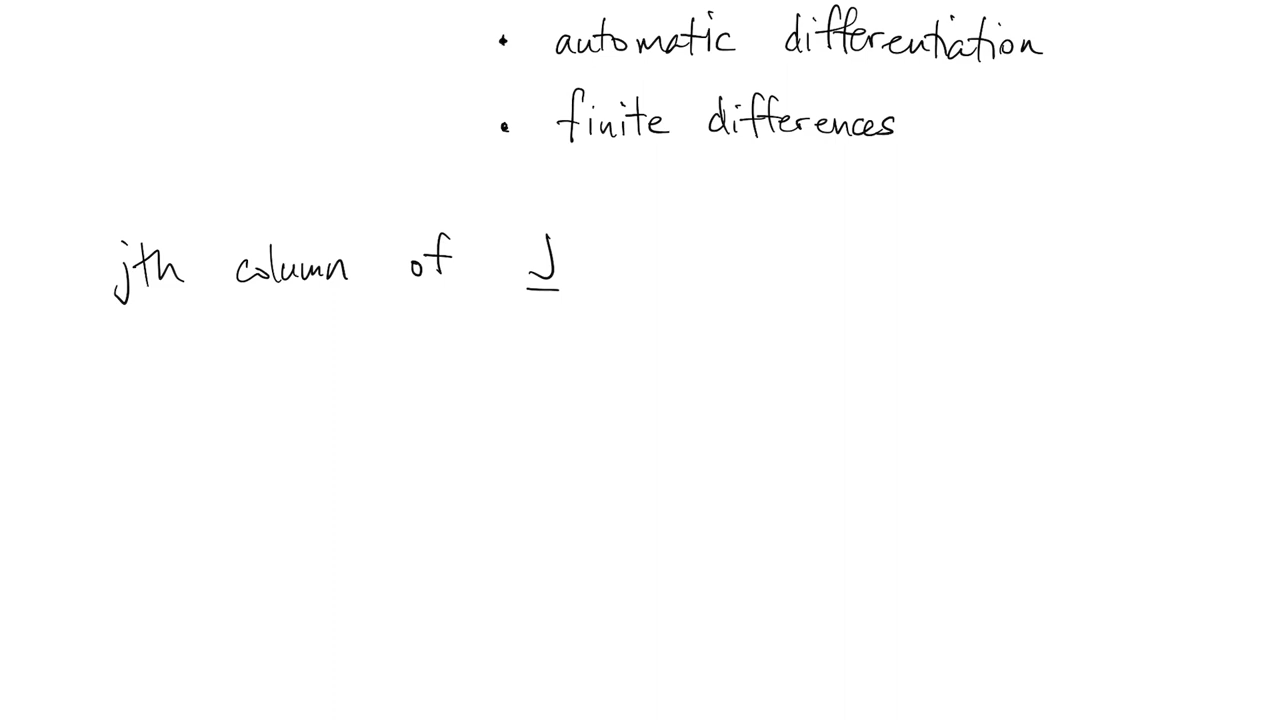 • automatic differentiation
• finite differences
jth column of J